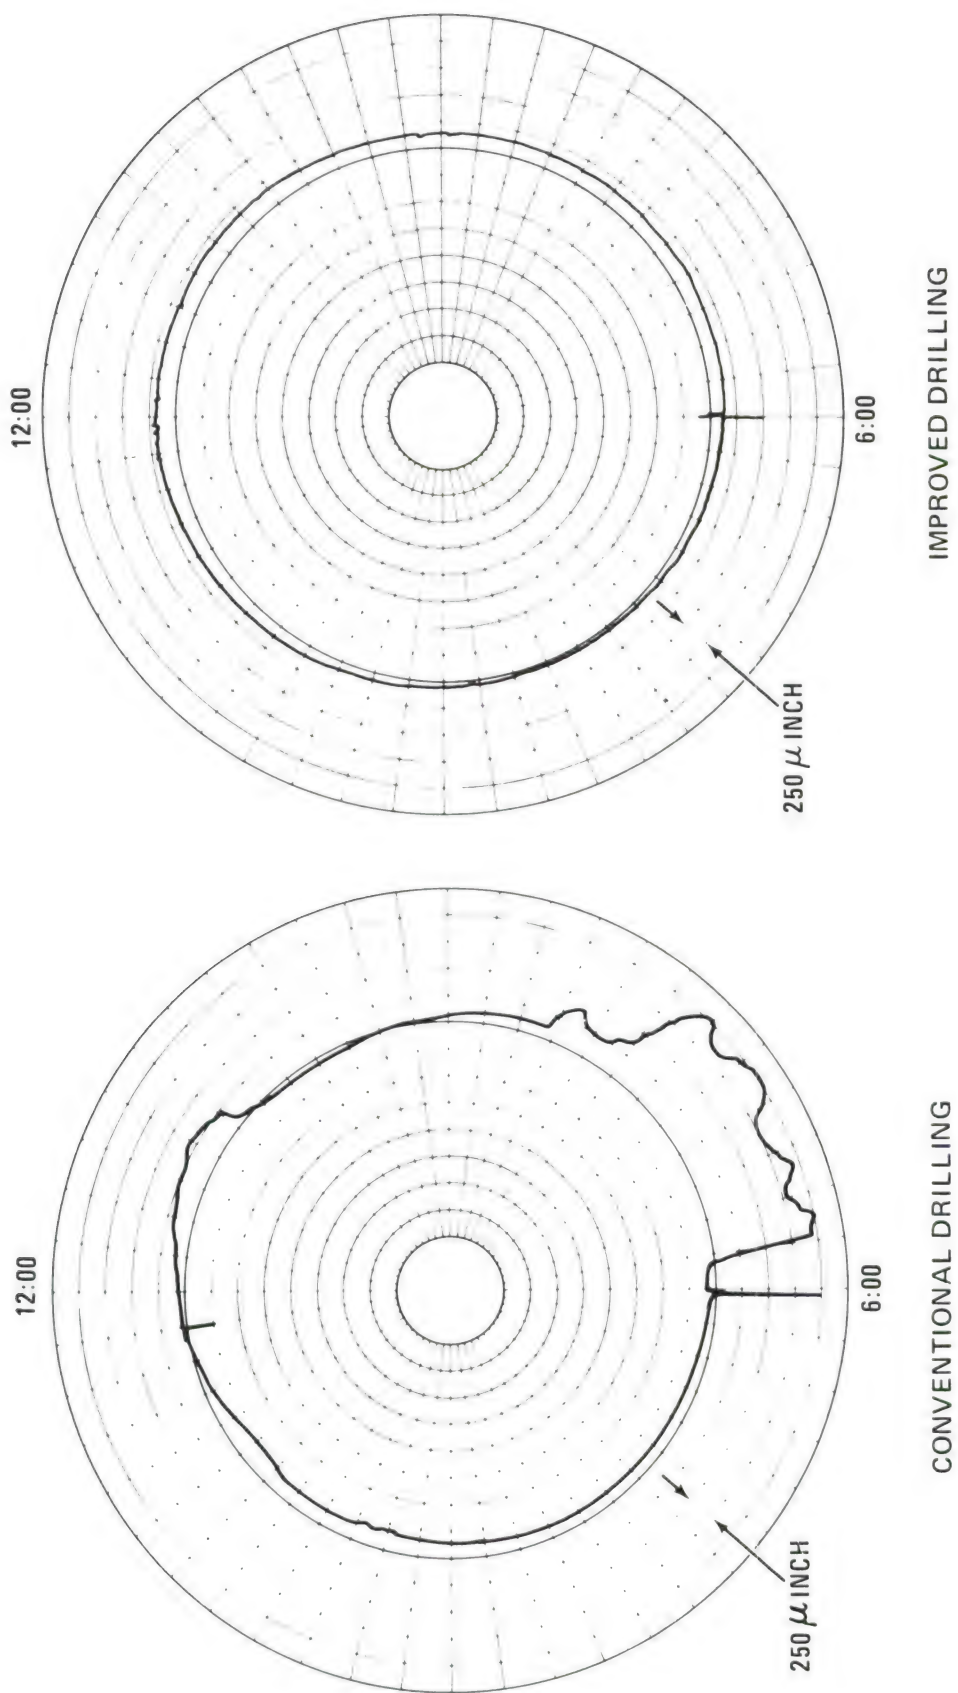 12:00
250 μ INCH
6:00
IMPROVED DRILLING
12:00
250 μ INCH
6:00
CONVENTIONAL DRILLING